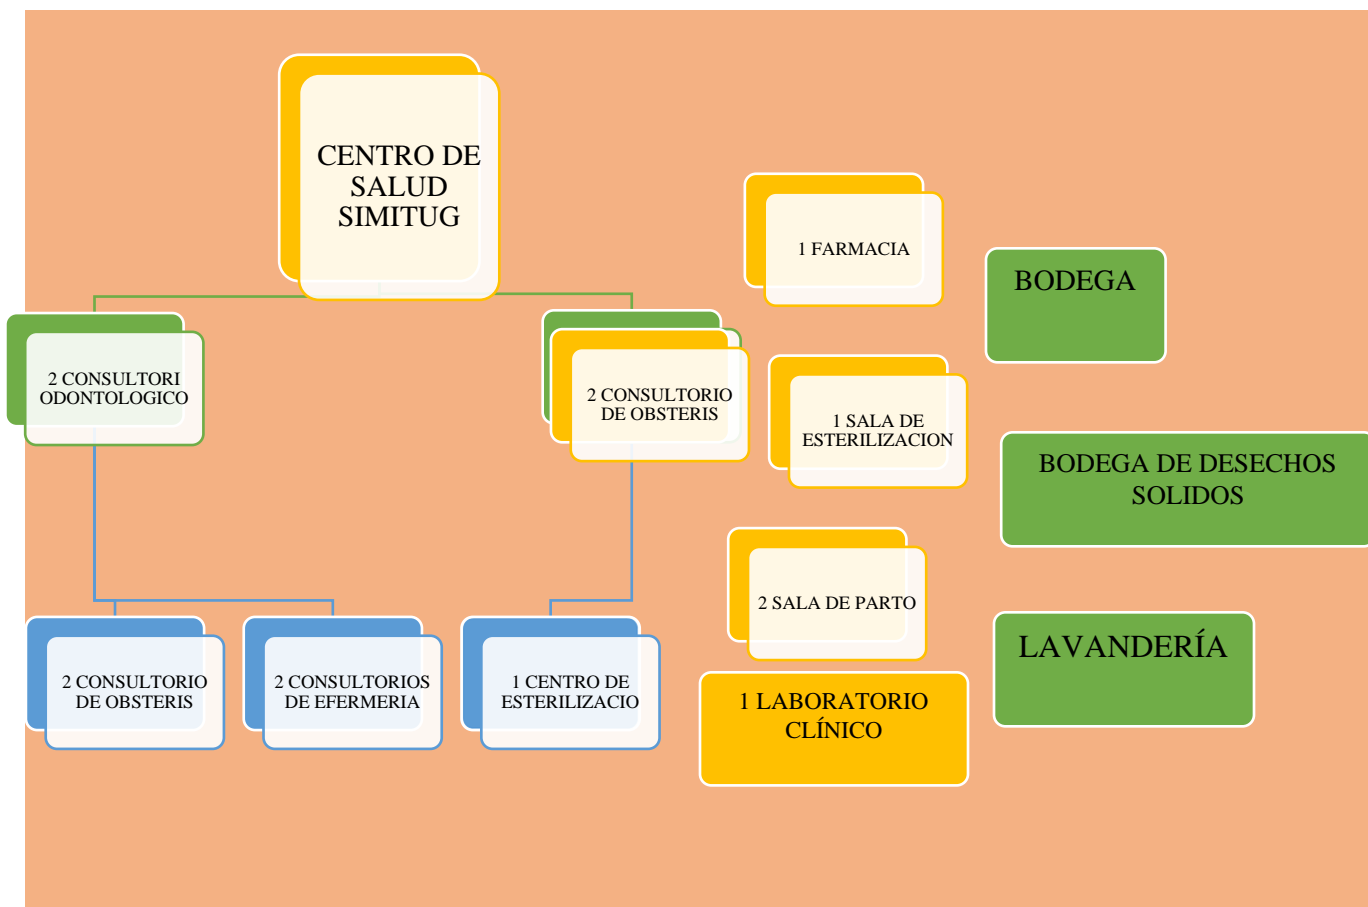 CENTRO DE
SALUD
SIMITUG
2 CONSULTORI
ODONTOLOGICO
2 CONSULTORIO
DE OBSTERIS
2 CONSULTORIO
DE OBSTERIS
2 CONSULTORIOS
DE EFERMERIA
1 CENTRO DE
ESTERILIZACIO
1 FARMACIA
1 SALA DE
ESTERILIZACION
2 SALA DE PARTO
1 LABORATORIO
CLÍNICO
BODEGA
BODEGA DE DESECHOS
SOLIDOS
LAVANDERÍA